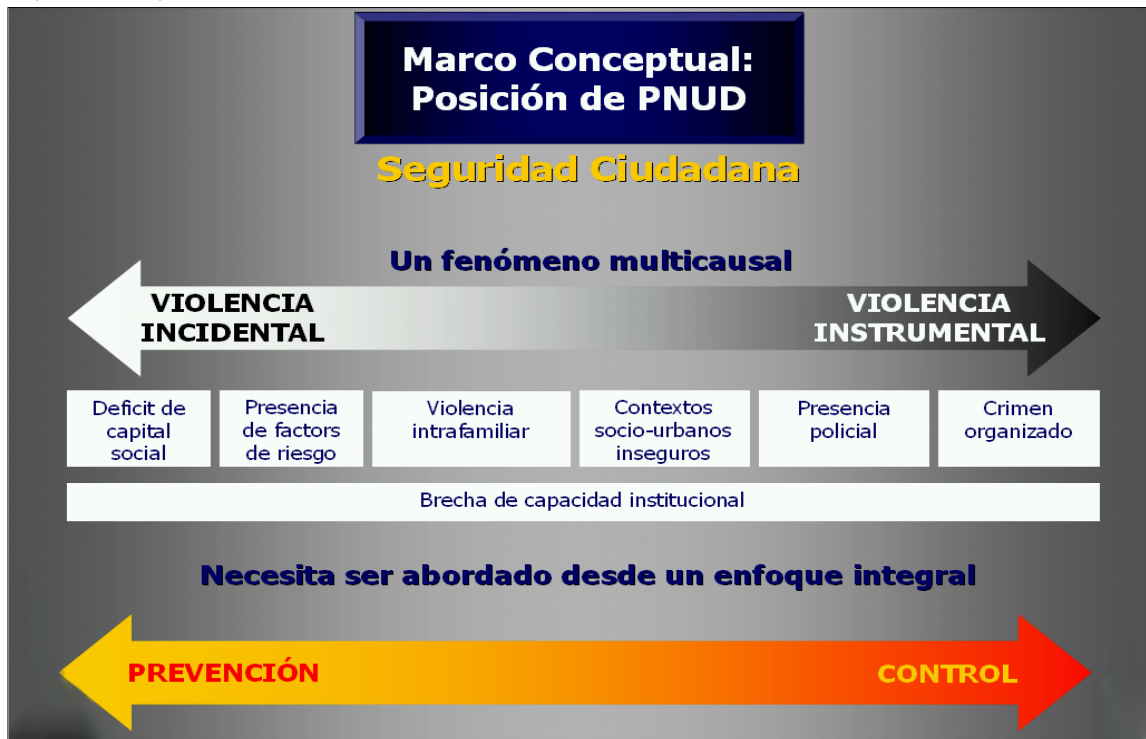 Marco Conceptual:
Posición de PNUD
Seguridad Ciudadana
Un fenómeno multicausal
VIOLENCIA
INCIDENTAL
VIOLENCIA
INSTRUMENTAL
Deficit de
capital
social
Presencia
de factors
de riesgo
Violencia
intrafamiliar
Contextos
socio-urbanos
inseguros
Presencia
policial
Crimen
organizado
Brecha de capacidad institucional
Necesita ser abordado desde un enfoque integral
PREVENCIÓN
CONTROL